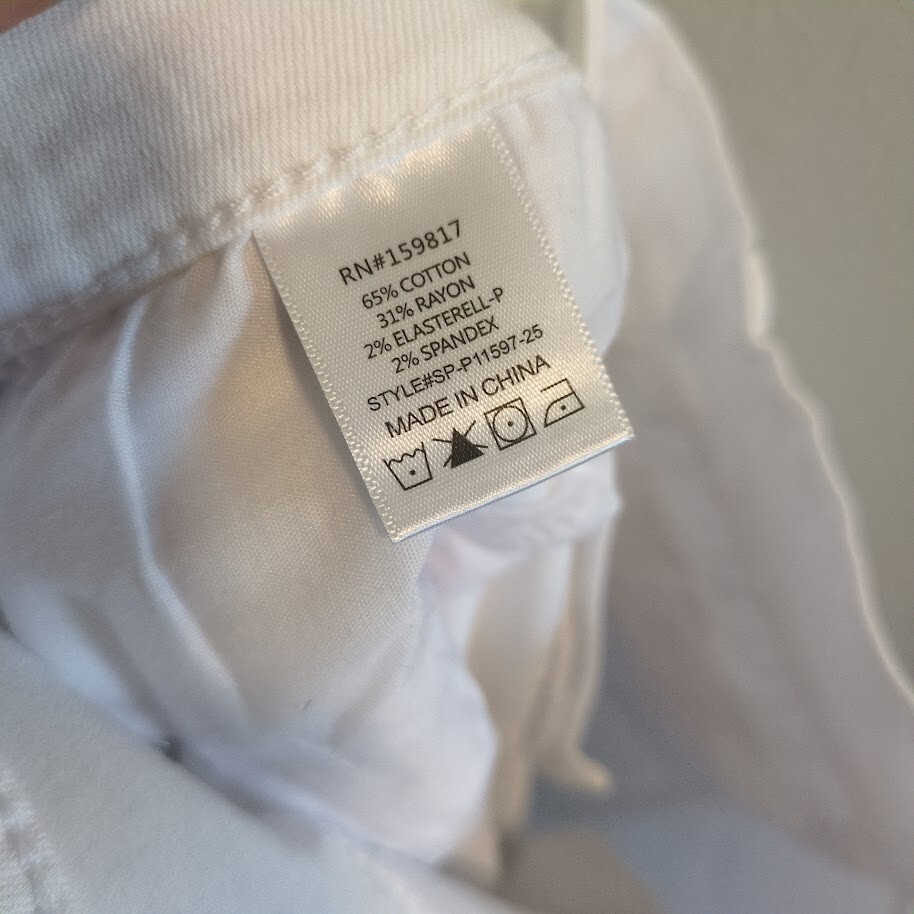 RN#159817
65% COTTON
31% RAYON
2% ELASTERELL-P
2% SPANDEX
STYLE#SP-P11597-25
MADE IN CHINA